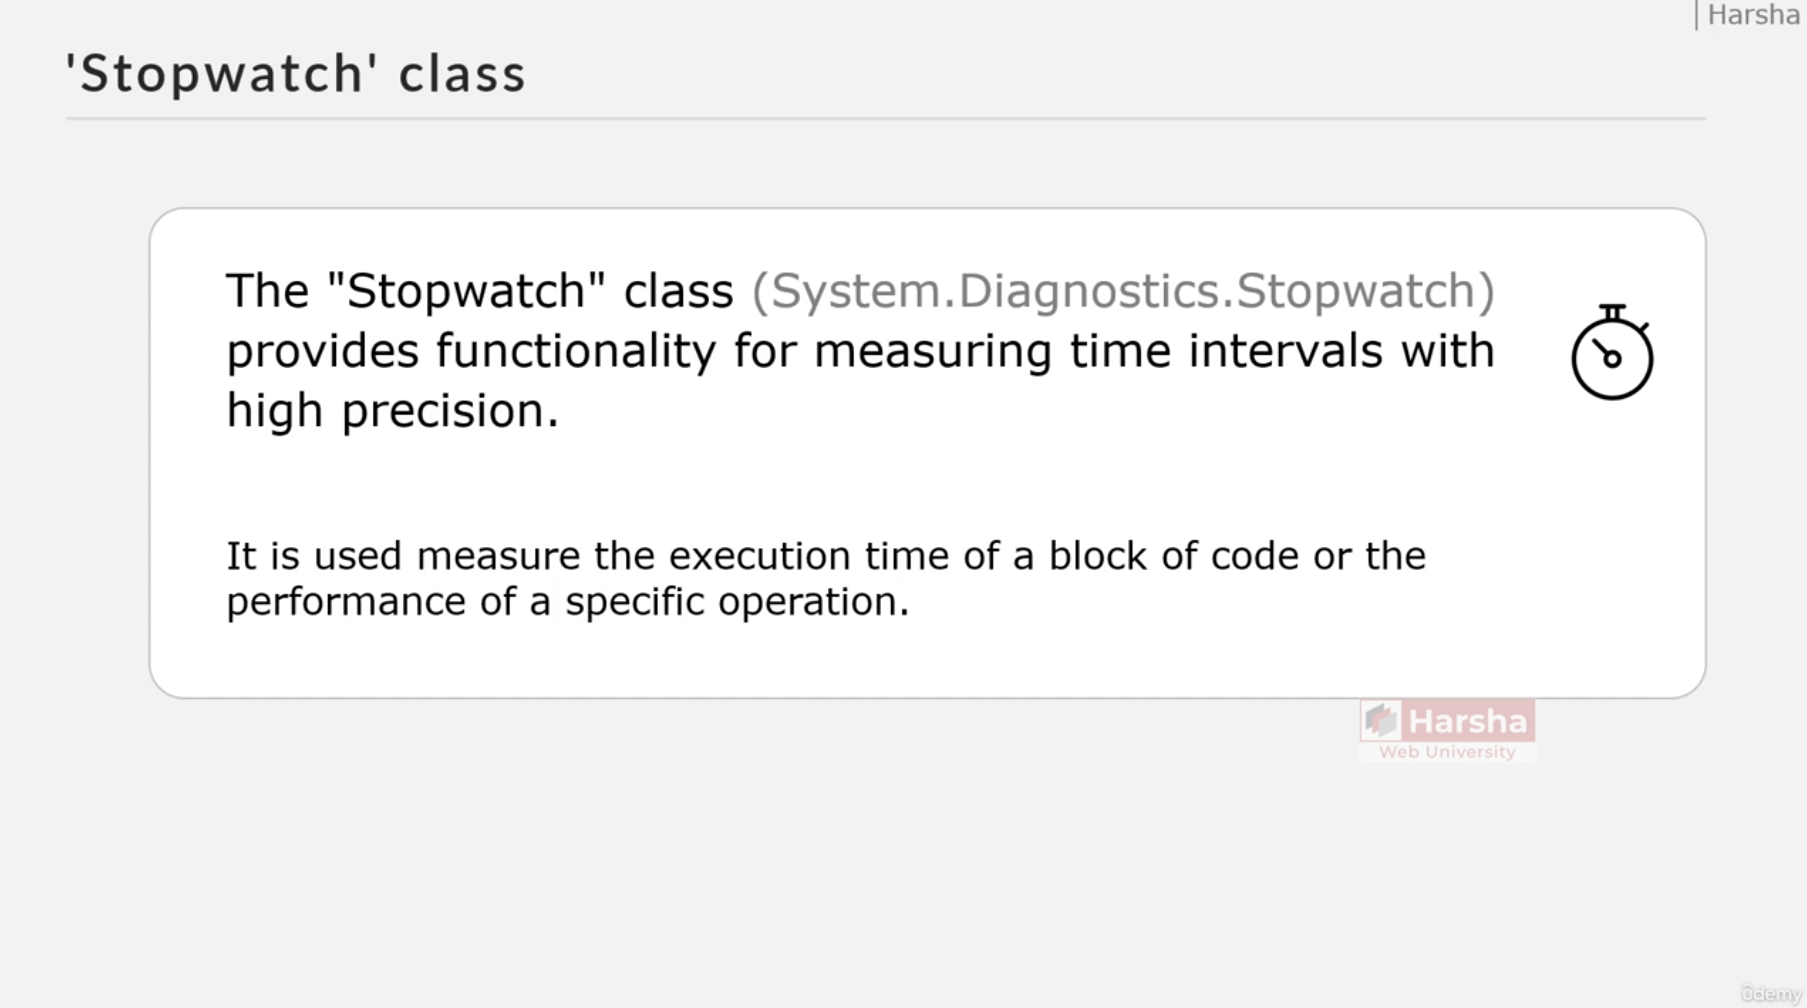 | Harsha
'Stopwatch' class
The "Stopwatch" class (System.Diagnostics.Stopwatch)
provides functionality for measuring time intervals with
high precision.
It is used measure the execution time of a block of code or the
performance of a specific operation.
Harsha
Web University
ûdemy